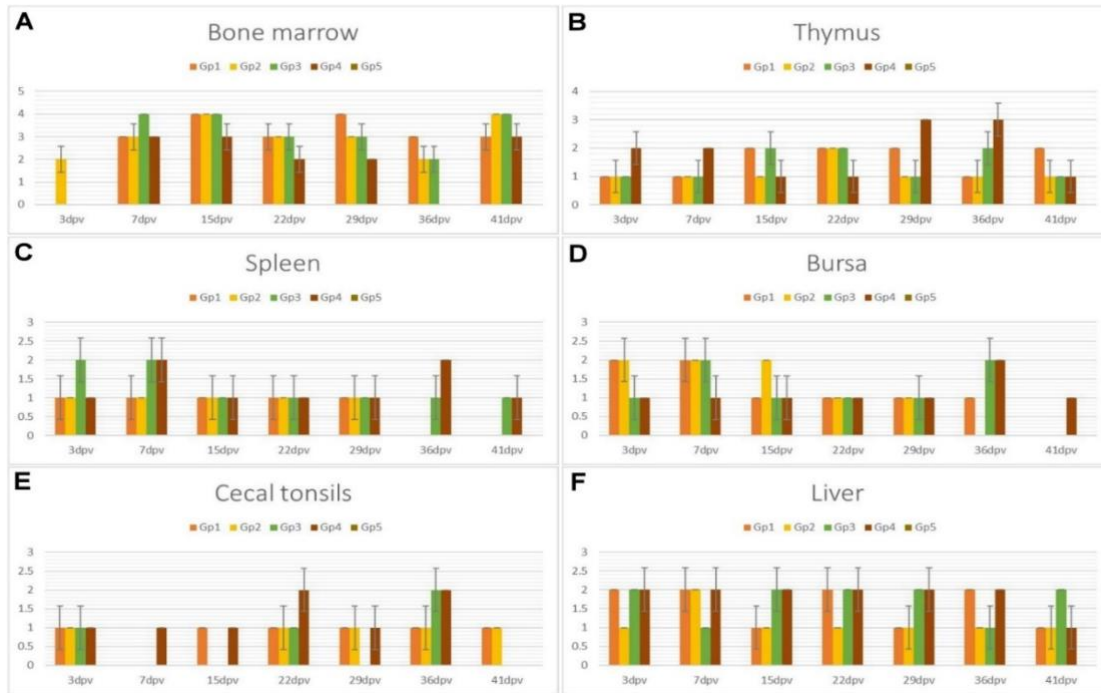 A
Bone marrow
Gp1 Gp2 Gp3 Gp4 Gp5
5
4
3
2
1
0
3dpv 7dpv 15dpv 22dpv 29dpv 36dpv 41dpv
B
Thymus
Gp1 Gp2 Gp3 Gp4 Gp5
4
3
2
1
0
3dpv 7dpv 15dpv 22dpv 29dpv 36dpv 41dpv
C
Spleen
Gp1 Gp2 Gp3 Gp4 Gp5
3
2.5
2
1.5
1
0.5
0
3dpv 7dpv 15dpv 22dpv 29dpv 36dpv 41dpv
D
Bursa
Gp1 Gp2 Gp3 Gp4 Gp5
3
2.5
2
1.5
1
0.5
0
3dpv 7dpv 15dpv 22dpv 29dpv 36dpv 41dpv
E
Cecal tonsils
Gp1 Gp2 Gp3 Gp4 Gp5
3
2.5
2
1.5
1
0.5
0
3dpv 7dpv 15dpv 22dpv 29dpv 36dpv 41dpv
F
Liver
Gp1 Gp2 Gp3 Gp4 Gp5
3
2.5
2
1.5
1
0.5
0
3dpv 7dpv 15dpv 22dpv 29dpv 36dpv 41dpv